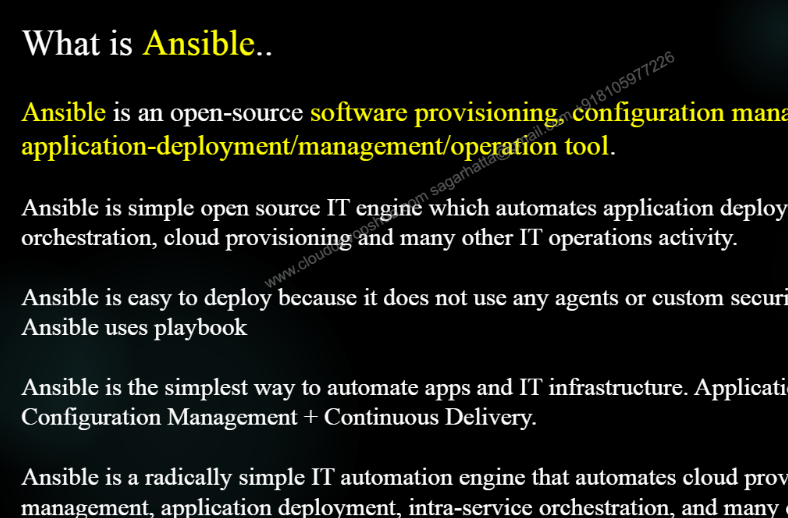 What is Ansible..
Ansible is an open-source software provisioning, configuration mana
application-deployment/management/operation tool.
Ansible is simple open source IT engine which automates application deploy
orchestration, cloud provisioning and many other IT operations activity.
Ansible is easy to deploy because it does not use any agents or custom securi
Ansible uses playbook
Ansible is the simplest way to automate apps and IT infrastructure. Applicati
Configuration Management + Continuous Delivery.
Ansible is a radically simple IT automation engine that automates cloud prov
management, application deployment, intra-service orchestration, and many